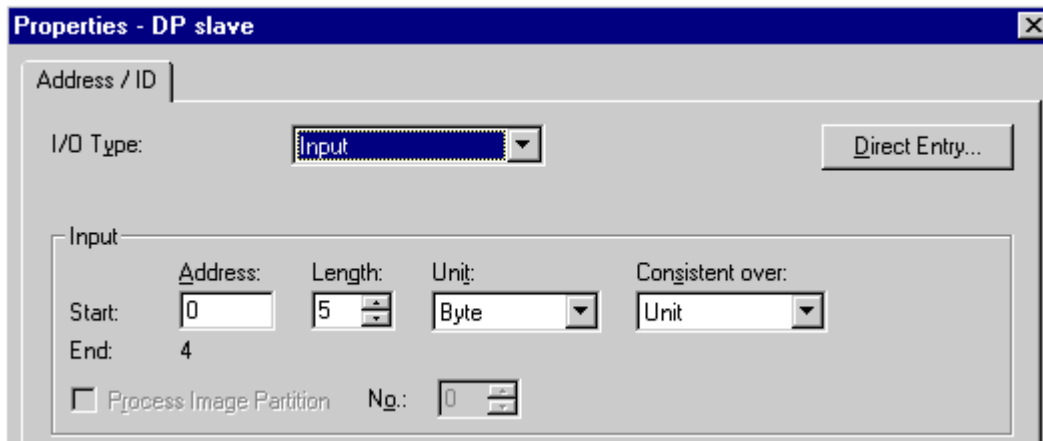 Properties - DP slave
Address / ID
I/O Type: Input Direct Entry...
Input
Address: Length: Unit: Consistent over:
Start: 0 5 Byte Unit
End: 4
Process Image Partition No.: 0